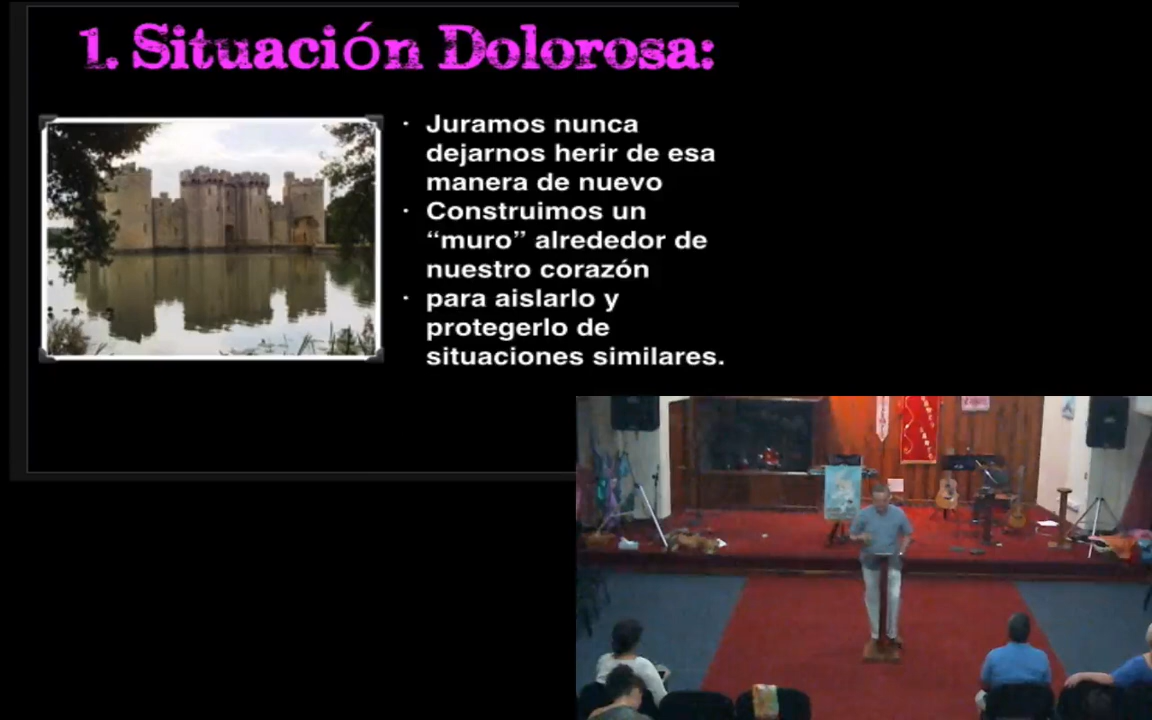 1. Situación Dolorosa:
· Juramos nunca
dejarnos herir de esa
manera de nuevo
· Construimos un
“muro” alrededor de
nuestro corazón
· para aislarlo y
protegerlo de
situaciones similares.